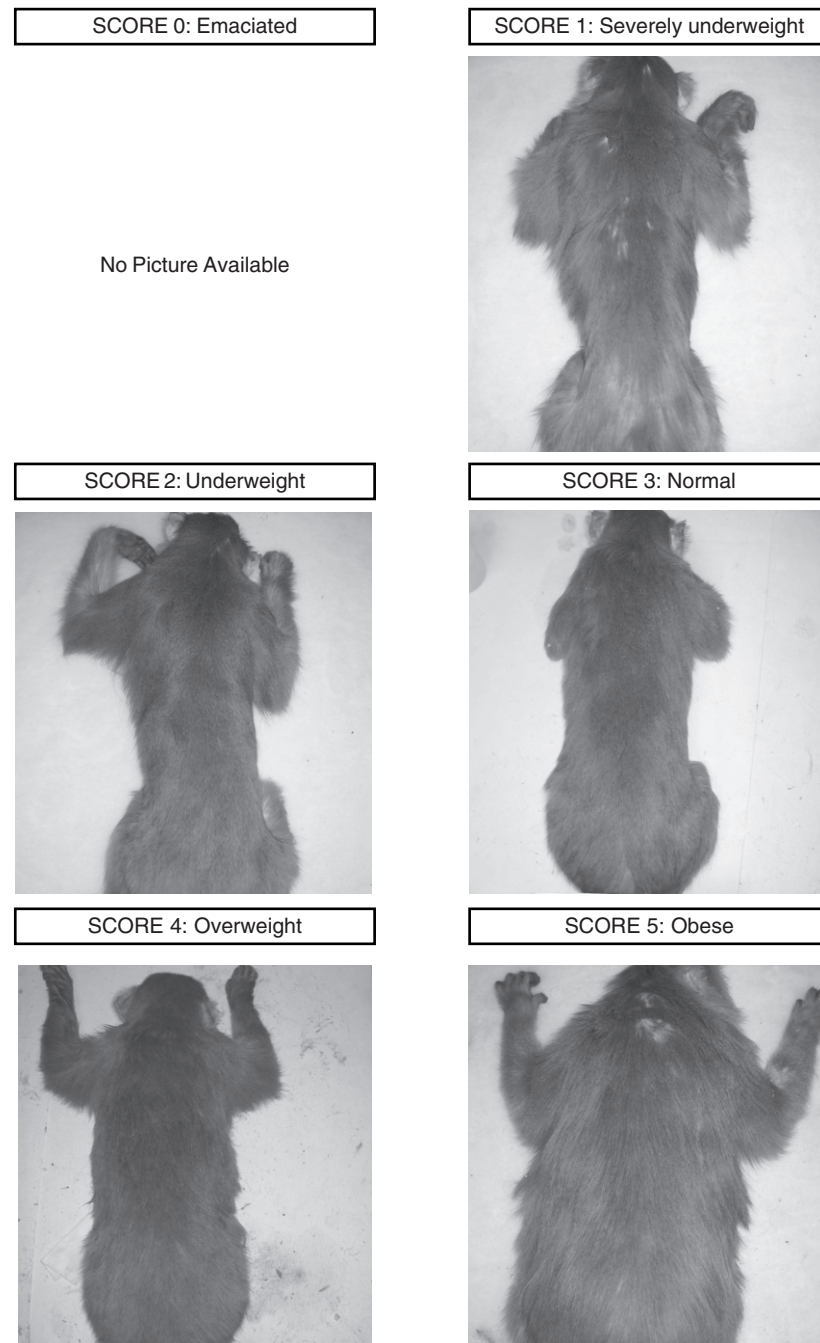 SCORE 0: Emaciated
SCORE 1: Severely underweight
No Picture Available
SCORE 2: Underweight
SCORE 3: Normal
SCORE 4: Overweight
SCORE 5: Obese